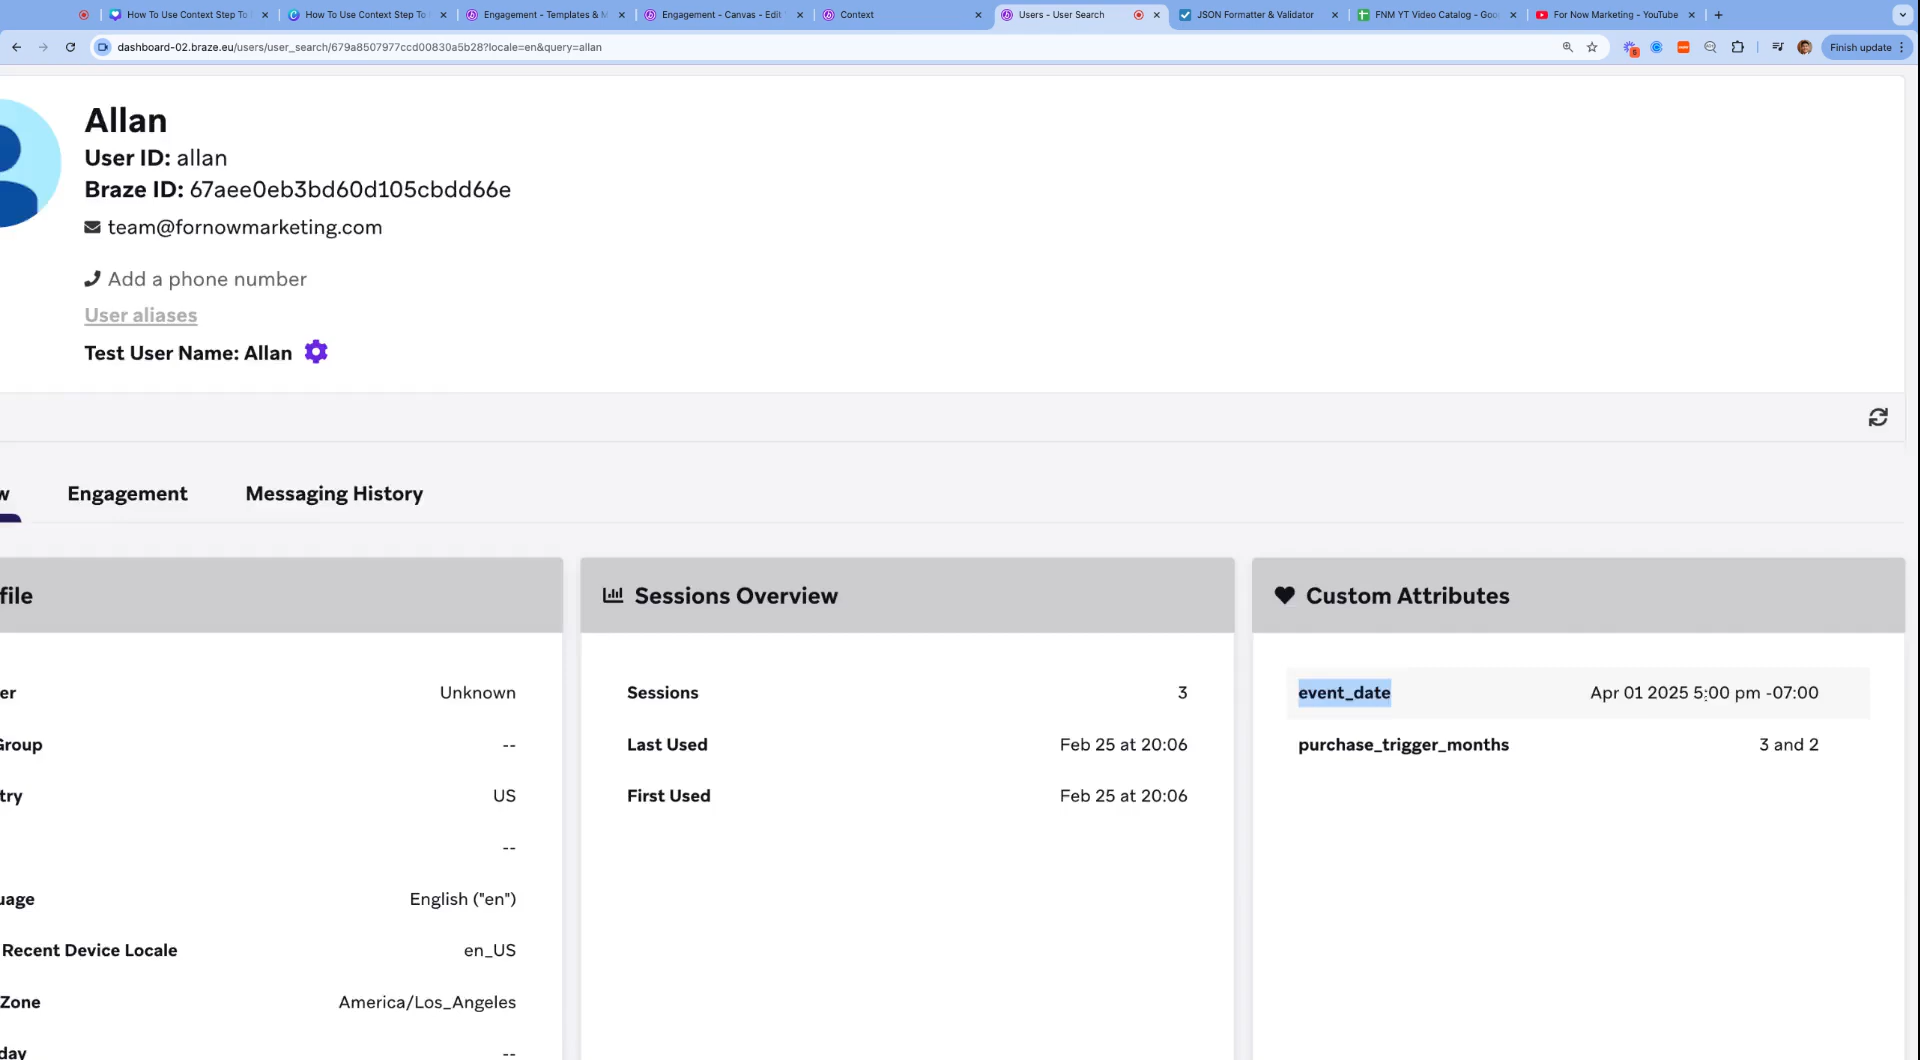 How To Use Context Step To
How To Use Context Step To
Engagement - Templates & M
Engagement - Canvas - Edit
Context
Users - User Search
JSON Formatter & Validator
FNM YT Video Catalog - Goo
For Now Marketing - YouTube
dashboard-02.braze.eu/users/user_search/679a8507977ccd00830a5b28?locale=en&query=allan
Finish update
Allan
User ID: allan
Braze ID: 67aee0eb3bd60d105cbdd66e
team@fornowmarketing.com
Add a phone number
User aliases
Test User Name: Allan
w
Engagement
Messaging History
file
Sessions Overview
Custom Attributes
er Unknown
Group --
try US
--
uage English ("en")
Recent Device Locale en_US
Zone America/Los_Angeles
day --
Sessions 3
Last Used Feb 25 at 20:06
First Used Feb 25 at 20:06
event_date Apr 01 2025 5:00 pm -07:00
purchase_trigger_months 3 and 2